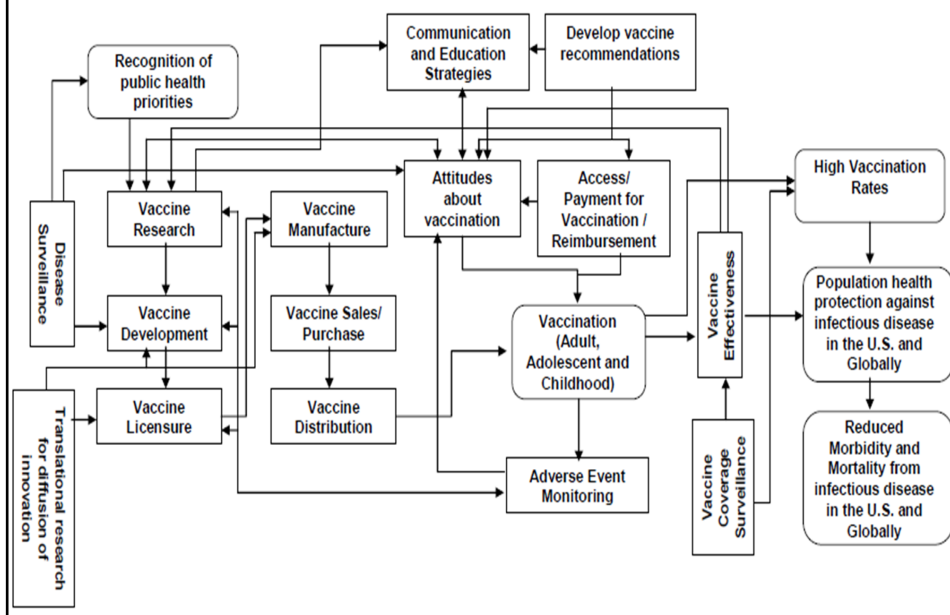 Communication
and Education
Strategies
Develop vaccine
recommendations
Recognition of
public health
priorities
Attitudes
about
vaccination
Access/
Payment for
Vaccination /
Reimbursement
High Vaccination
Rates
Vaccine
Research
Vaccine
Manufacture
Disease
Surveillance
Vaccine
Development
Vaccine Sales/
Purchase
Vaccination
(Adult,
Adolescent and
Childhood)
Vaccine
Effectiveness
Population health
protection against
infectious disease
in the U.S. and
Globally
Translational research
for diffusion of
innovation
Vaccine
Licensure
Vaccine
Distribution
Adverse Event
Monitoring
Vaccine
Coverage
Surveillance
Reduced
Morbidity and
Mortality from
infectious disease
in the U.S. and
Globally